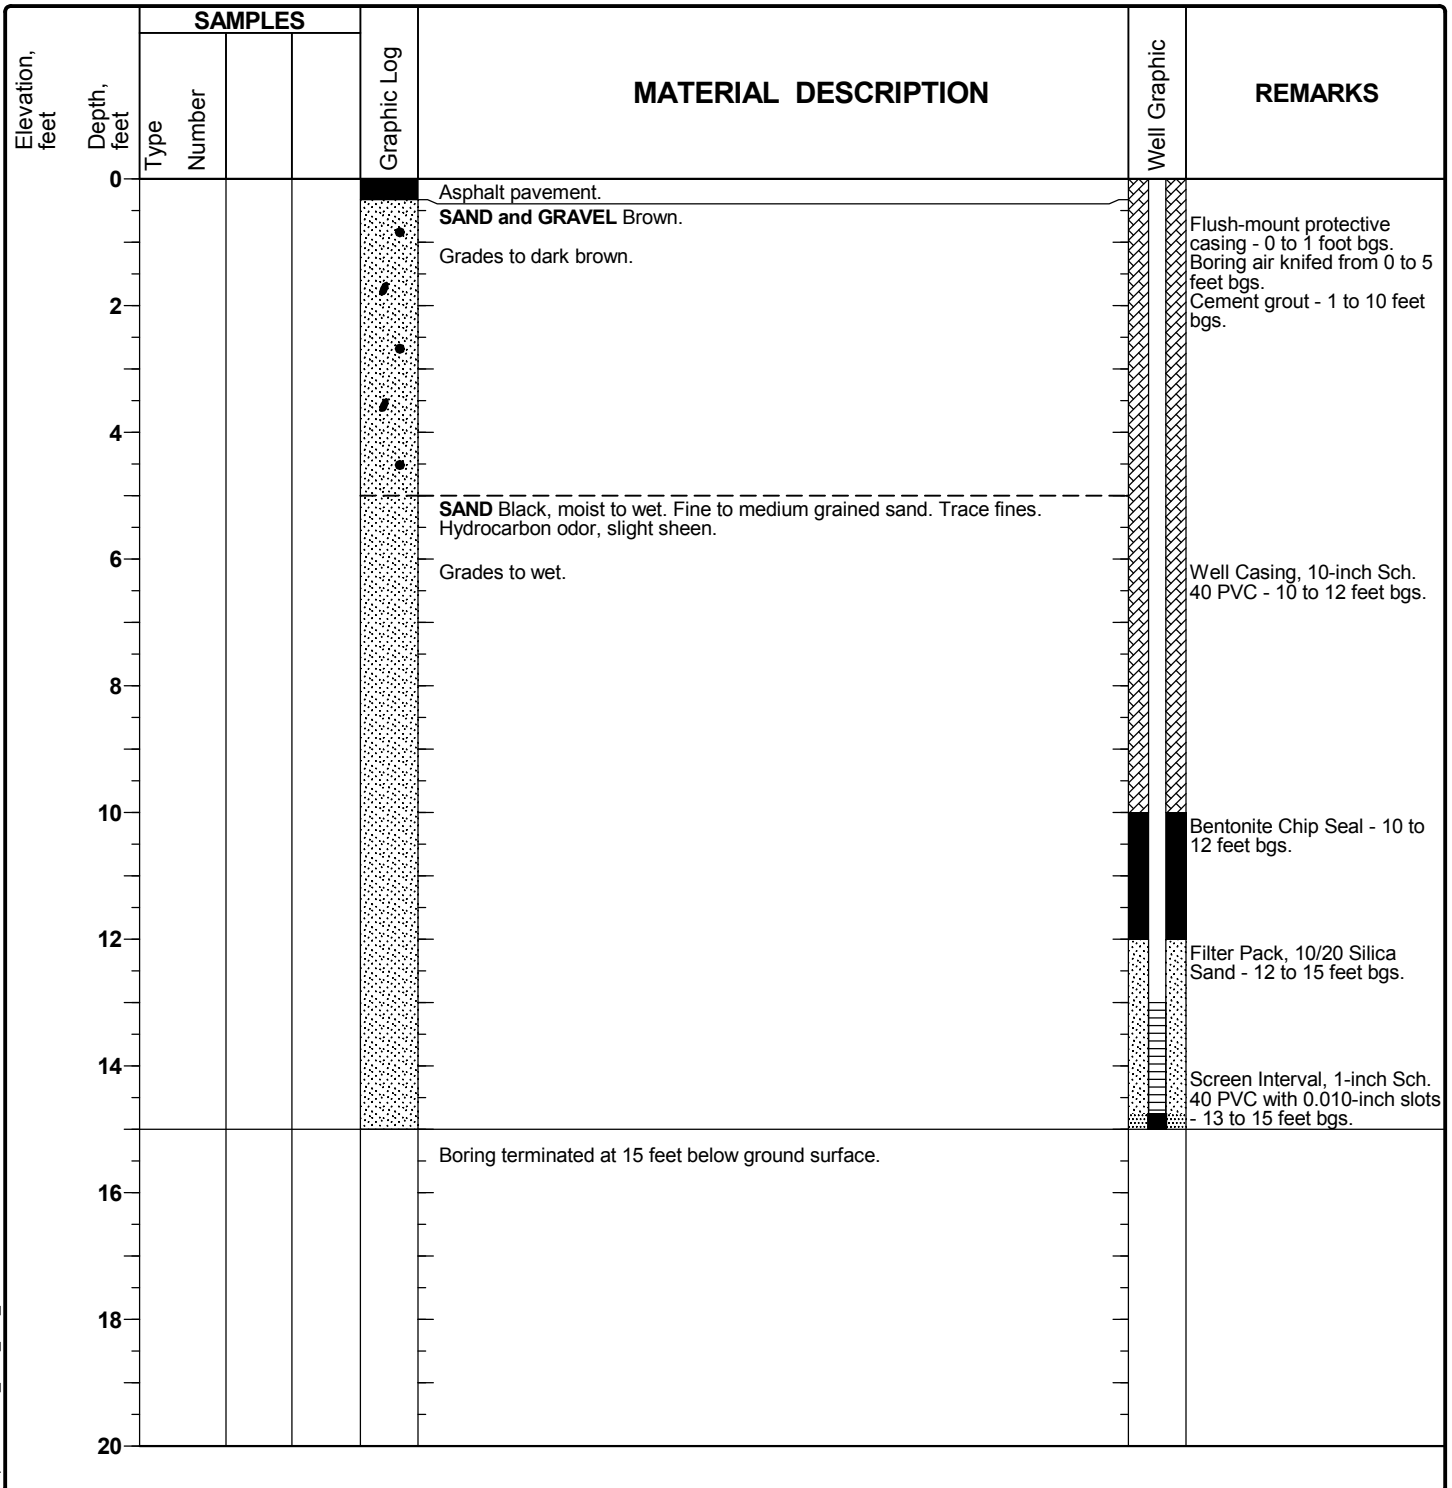 SAMPLES
Elevation,
feet
Depth,
feet
Type
Number
Graphic Log
MATERIAL DESCRIPTION
Well Graphic
REMARKS
0
Asphalt pavement.
SAND and GRAVEL Brown.
Flush-mount protective
casing - 0 to 1 foot bgs.
Grades to dark brown.
Boring air knifed from 0 to 5
feet bgs.
2
Cement grout - 1 to 10 feet
bgs.
4
SAND Black, moist to wet. Fine to medium grained sand. Trace fines.
Hydrocarbon odor, slight sheen.
6
Grades to wet.
Well Casing, 10-inch Sch.
40 PVC - 10 to 12 feet bgs.
8
10
Bentonite Chip Seal - 10 to
12 feet bgs.
12
Filter Pack, 10/20 Silica
Sand - 12 to 15 feet bgs.
14
Screen Interval, 1-inch Sch.
40 PVC with 0.010-inch slots
- 13 to 15 feet bgs.
Boring terminated at 15 feet below ground surface.
16
18
20